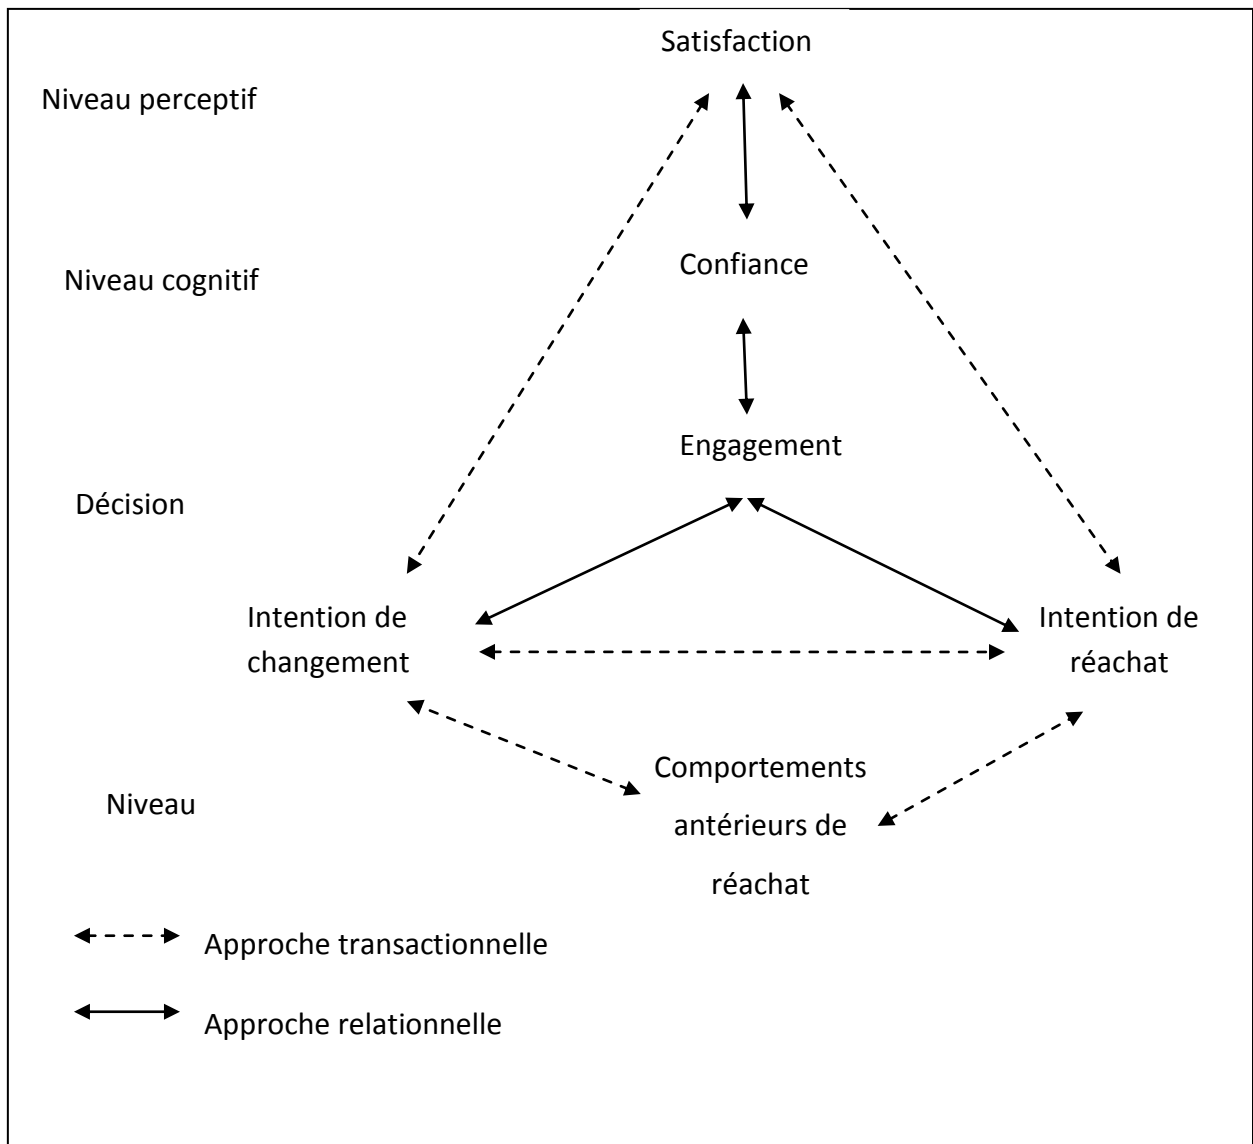 Satisfaction
Niveau perceptif
Confiance
Niveau cognitif
Engagement
Décision
Intention de
changement
Intention de
réachat
Comportements
antérieurs de
réachat
Niveau
Approche transactionnelle
Approche relationnelle